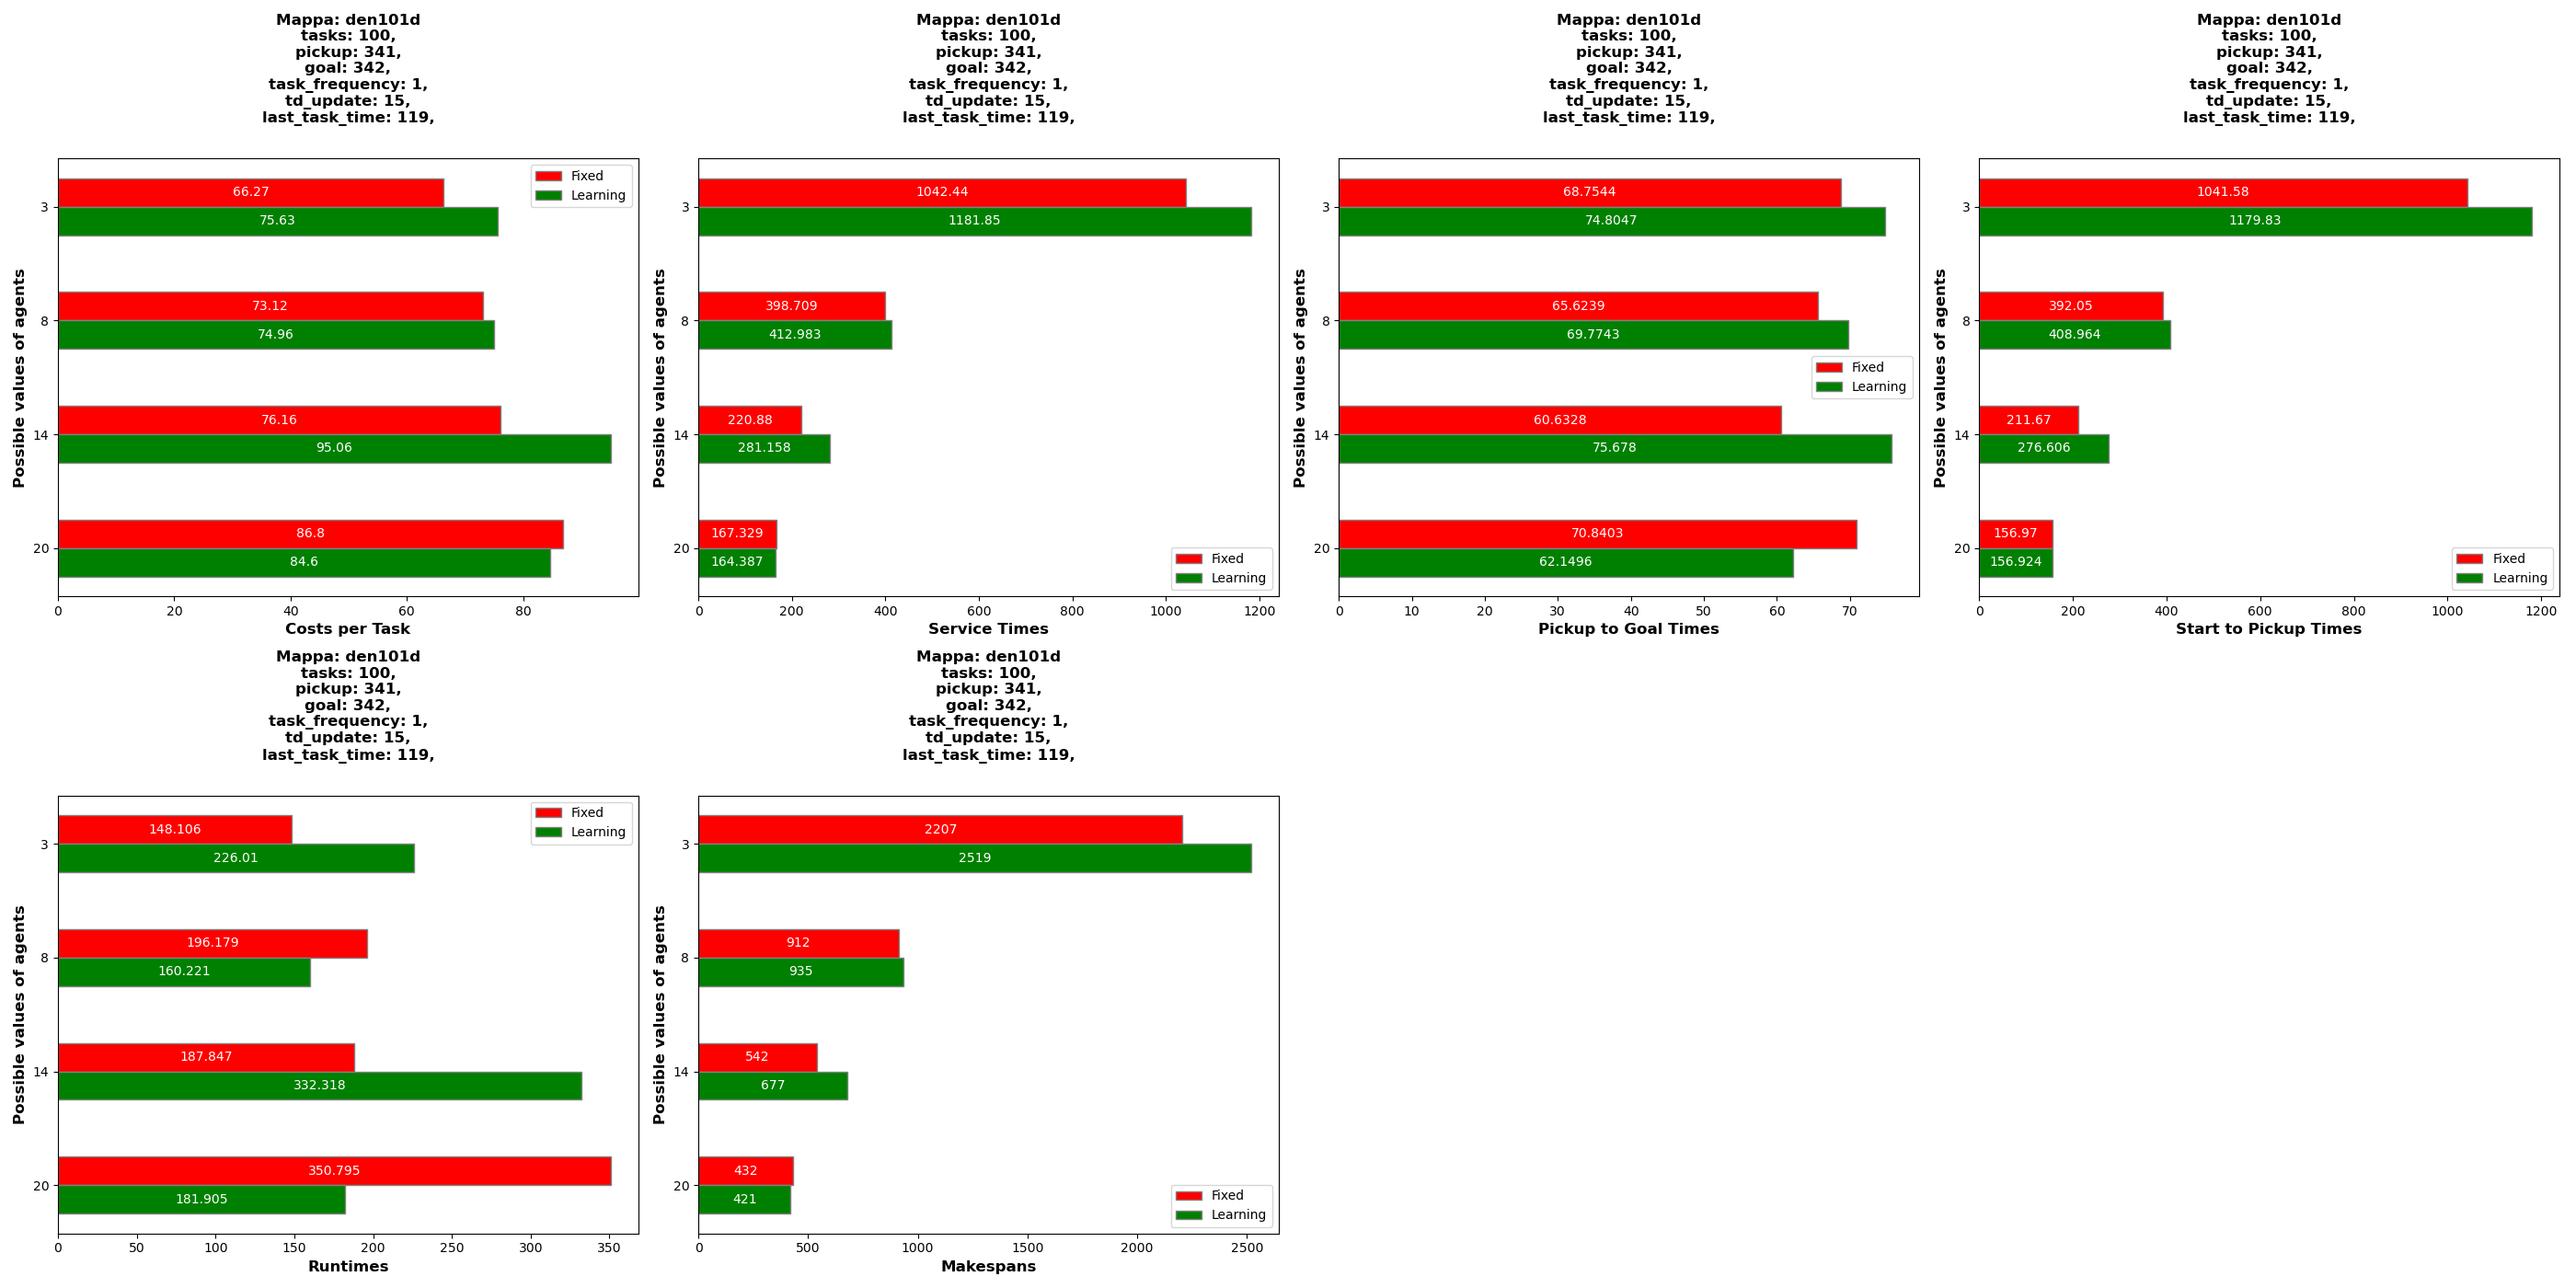 Mappa: den101d
tasks: 100,
pickup: 341,
goal: 342,
task_frequency: 1,
td_update: 15,
last_task_time: 119,
Possible values of agents
3
8
14
20
66.27
75.63
73.12
74.96
76.16
95.06
86.8
84.6
Fixed
Learning
0 20 40 60 80
Costs per Task
Mappa: den101d
tasks: 100,
pickup: 341,
goal: 342,
task_frequency: 1,
td_update: 15,
last_task_time: 119,
Possible values of agents
3
8
14
20
1042.44
1181.85
398.709
412.983
220.88
281.158
167.329
164.387
Fixed
Learning
0 200 400 600 800 1000 1200
Service Times
Mappa: den101d
tasks: 100,
pickup: 341,
goal: 342,
task_frequency: 1,
td_update: 15,
last_task_time: 119,
Possible values of agents
3
8
14
20
68.7544
74.8047
65.6239
69.7743
60.6328
75.678
70.8403
62.1496
Fixed
Learning
0 10 20 30 40 50 60 70
Pickup to Goal Times
Mappa: den101d
tasks: 100,
pickup: 341,
goal: 342,
task_frequency: 1,
td_update: 15,
last_task_time: 119,
Possible values of agents
3
8
14
20
1041.58
1179.83
392.05
408.964
211.67
276.606
156.97
156.924
Fixed
Learning
0 200 400 600 800 1000 1200
Start to Pickup Times
Mappa: den101d
tasks: 100,
pickup: 341,
goal: 342,
task_frequency: 1,
td_update: 15,
last_task_time: 119,
Possible values of agents
3
8
14
20
148.106
226.01
196.179
160.221
187.847
332.318
350.795
181.905
Fixed
Learning
0 50 100 150 200 250 300 350
Runtimes
Mappa: den101d
tasks: 100,
pickup: 341,
goal: 342,
task_frequency: 1,
td_update: 15,
last_task_time: 119,
Possible values of agents
3
8
14
20
2207
2519
912
935
542
677
432
421
Fixed
Learning
0 500 1000 1500 2000 2500
Makespans